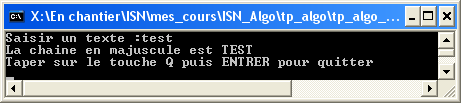 X:\En chantier\ISN\mes_cours\ISN_Algo\tp_algo\tp_algo_...
Saisir un texte :test
La chaine en majuscule est TEST
Taper sur le touche Q puis ENTRER pour quitter